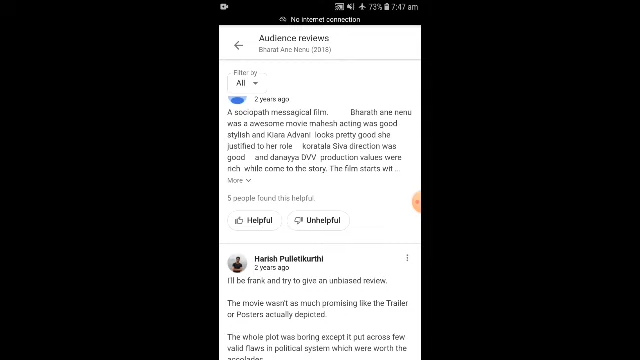 73% 7:47 am
No internet connection
Audience reviews
Bharat Ane Nenu (2018)
Filter by
All
2 years ago
A sociopath messagical film. Bharath ane nenu
was a awesome movie mahesh acting was good
stylish and Kiara Advani looks pretty good she
justified to her role koratala Siva direction was
good and danayya DVV production values were
rich while come to the story. The film starts wit ...
More
5 people found this helpful.
Helpful Unhelpful
Harish Pulletikurthi
2 years ago
I'll be frank and try to give an unbiased review.
The movie wasn't as much promising like the Trailer
or Posters actually depicted.
The whole plot was boring except it put across few
valid flaws in political system which were worth the
accolades